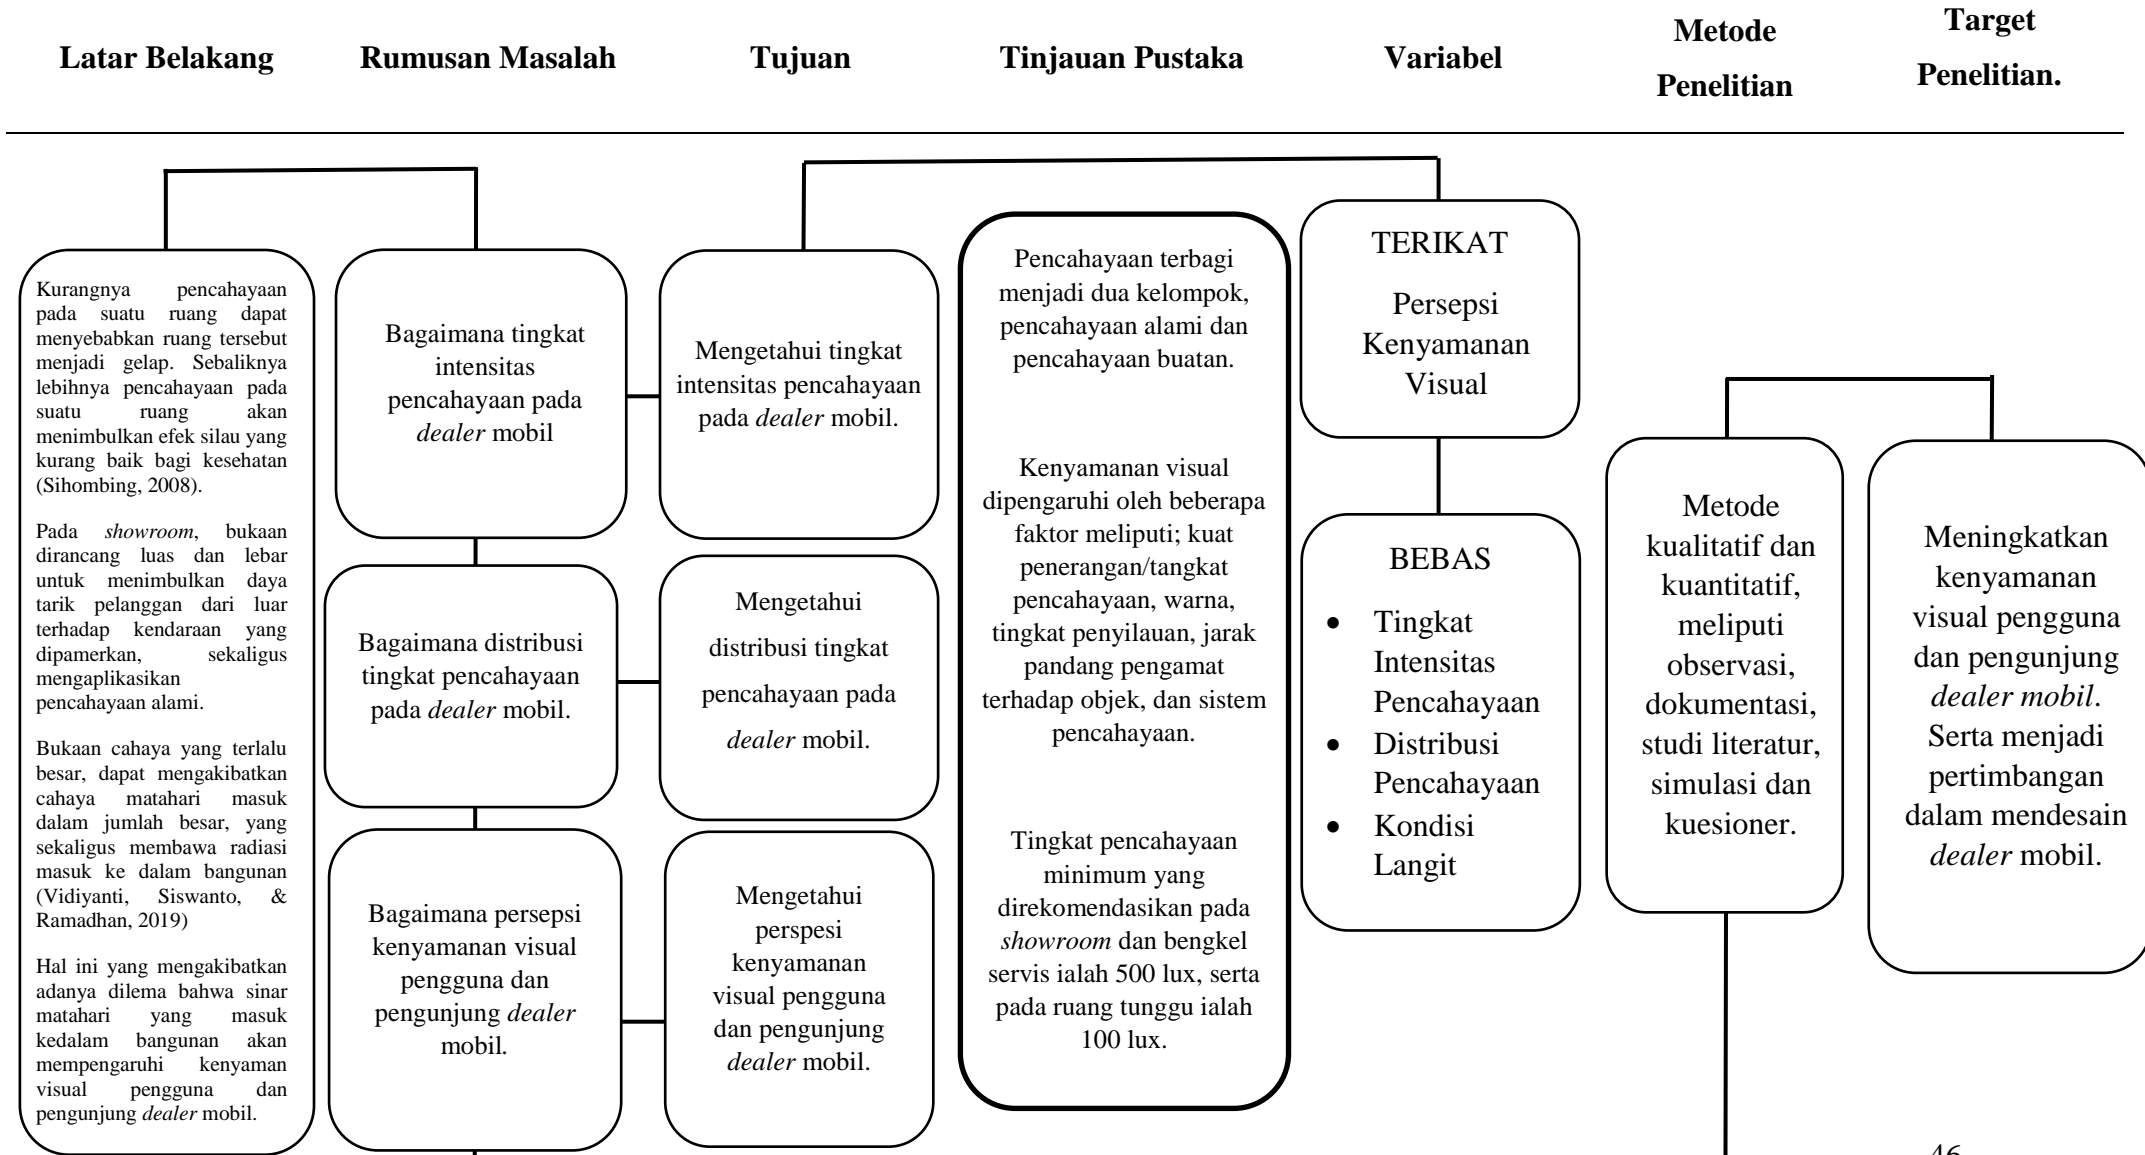 Latar Belakang
Rumusan Masalah
Tujuan
Tinjauan Pustaka
Variabel
Metode
Penelitian
Target
Penelitian.
Kurangnya pencahayaan
pada suatu ruang dapat
menyebabkan ruang tersebut
menjadi gelap. Sebaliknya
lebihnya pencahayaan pada
suatu ruang akan
menimbulkan efek silau yang
kurang baik bagi kesehatan
(Sihombing, 2008).
Pada showroom, bukaan
dirancang luas dan lebar
untuk menimbulkan daya
tarik pelanggan dari luar
terhadap kendaraan yang
dipamerkan, sekaligus
mengaplikasikan
pencahayaan alami.
Bukaan cahaya yang terlalu
besar, dapat mengakibatkan
cahaya matahari masuk
dalam jumlah besar, yang
sekaligus membawa radiasi
masuk ke dalam bangunan
(Vidiyanti, Siswanto, &
Ramadhan, 2019)
Hal ini yang mengakibatkan
adanya dilema bahwa sinar
matahari yang masuk
kedalam bangunan akan
mempengaruhi kenyaman
visual pengguna dan
pengunjung dealer mobil.
Bagaimana tingkat
intensitas
pencahayaan pada
dealer mobil
Bagaimana distribusi
tingkat pencahayaan
pada dealer mobil.
Bagaimana persepsi
kenyamanan visual
pengguna dan
pengunjung dealer
mobil.
Mengetahui tingkat
intensitas pencahayaan
pada dealer mobil.
Mengetahui
distribusi tingkat
pencahayaan pada
dealer mobil.
Mengetahui
perspesi
kenyamanan
visual pengguna
dan pengunjung
dealer mobil.
Pencahayaan terbagi
menjadi dua kelompok,
pencahayaan alami dan
pencahayaan buatan.
Kenyamanan visual
dipengaruhi oleh beberapa
faktor meliputi; kuat
penerangan/tangkat
pencahayaan, warna,
tingkat penyilauan, jarak
pandang pengamat
terhadap objek, dan sistem
pencahayaan.
Tingkat pencahayaan
minimum yang
direkomendasikan pada
showroom dan bengkel
servis ialah 500 lux, serta
pada ruang tunggu ialah
100 lux.
TERIKAT
Persepsi
Kenyamanan
Visual
BEBAS
• Tingkat
Intensitas
Pencahayaan
• Distribusi
Pencahayaan
• Kondisi
Langit
Metode
kualitatif dan
kuantitatif,
meliputi
observasi,
dokumentasi,
studi literatur,
simulasi dan
kuesioner.
Meningkatkan
kenyamanan
visual pengguna
dan pengunjung
dealer mobil.
Serta menjadi
pertimbangan
dalam mendesain
dealer mobil.
46